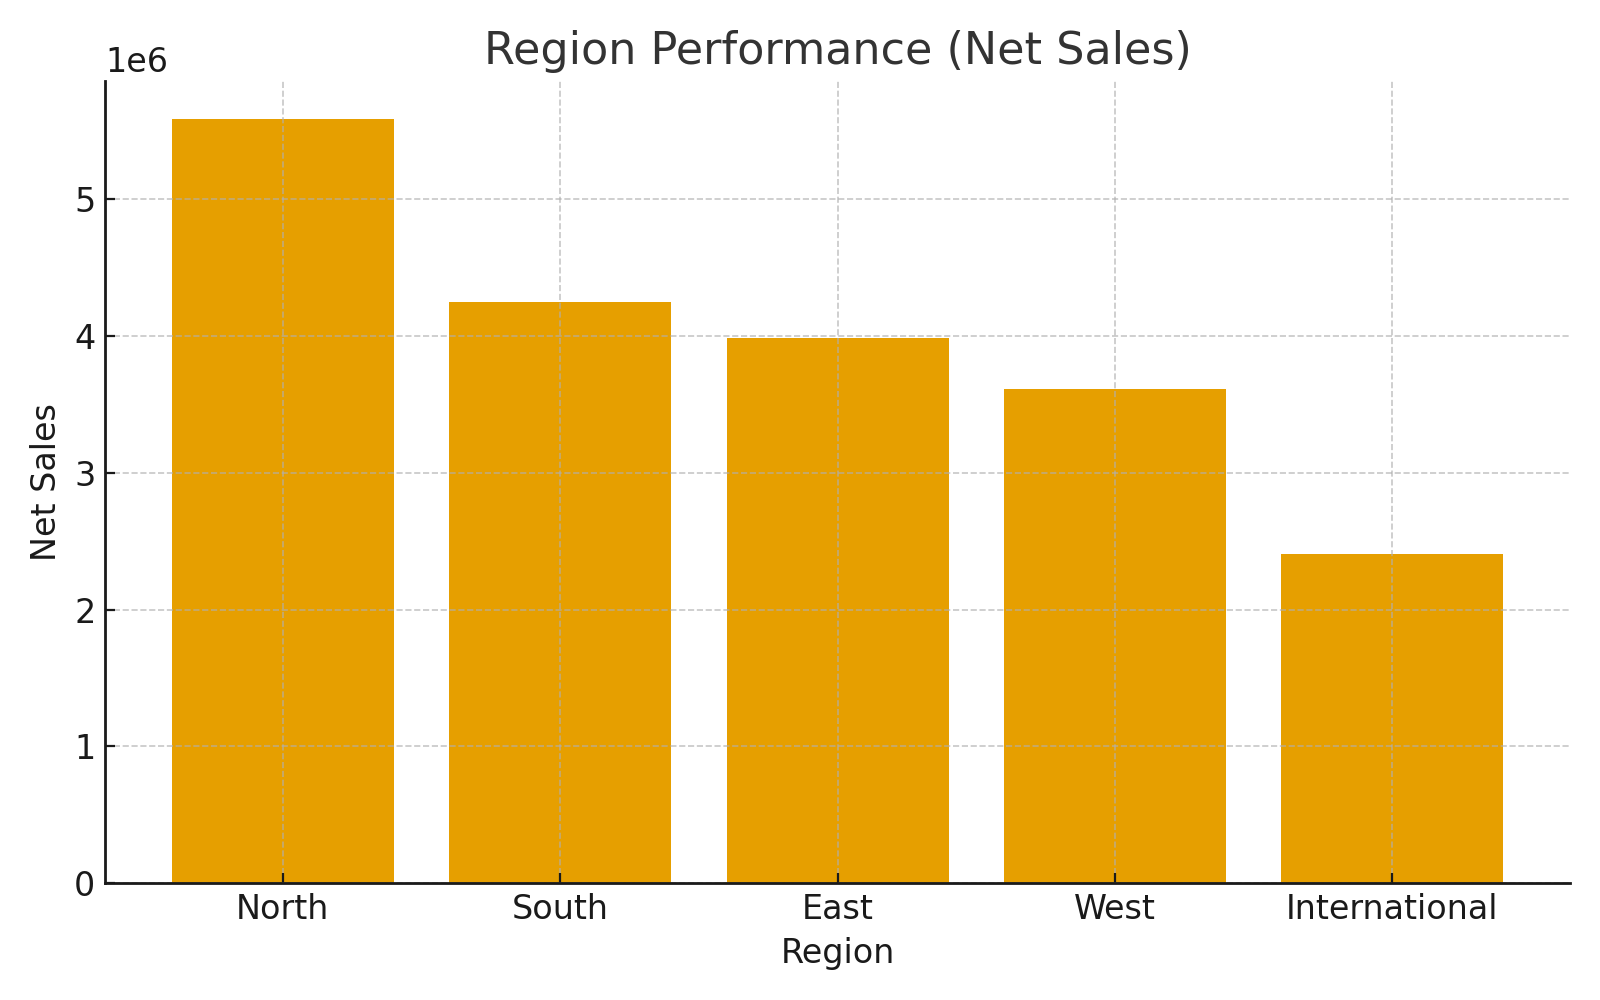 Region Performance (Net Sales)
1e6
5
4
3
2
1
0
Net Sales
North South East West International
Region